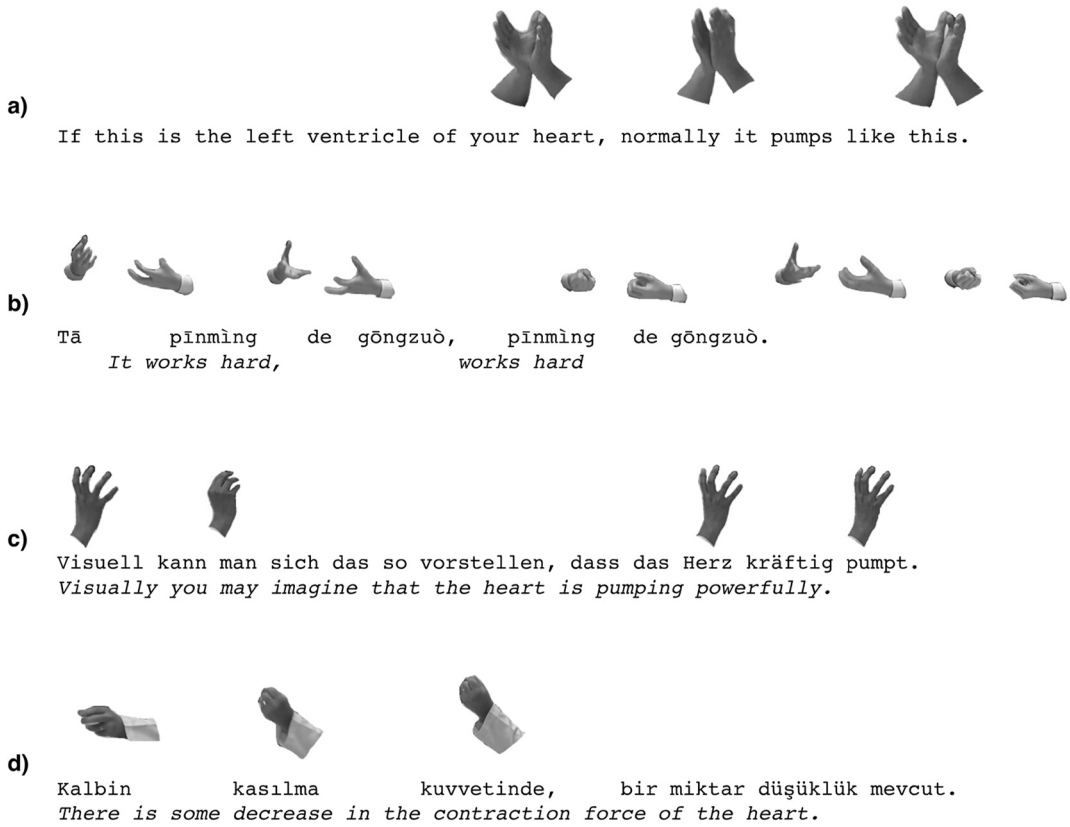 a)
If this is the left ventricle of your heart, normally it pumps like this.
b)
Tā pīnmìng de gōngzuò, pīnmìng de gōngzuò.
It works hard, works hard
c)
Visuell kann man sich das so vorstellen, dass das Herz kräftig pumpt.
Visually you may imagine that the heart is pumping powerfully.
d)
Kalbin kasılma kuvvetinde, bir miktar düşüklük mevcut.
There is some decrease in the contraction force of the heart.